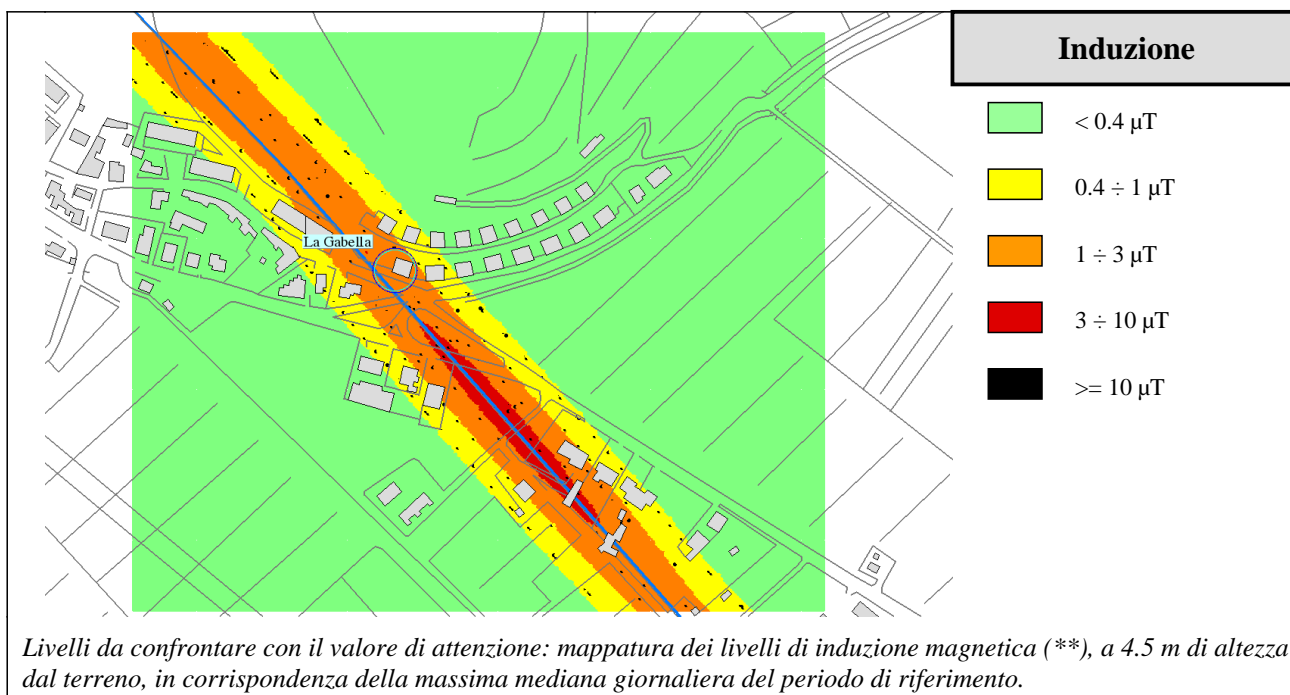 Induzione
< 0.4 µT
0.4 ÷ 1 µT
1 ÷ 3 µT
3 ÷ 10 µT
>= 10 µT
La Gabella
Livelli da confrontare con il valore di attenzione: mappatura dei livelli di induzione magnetica (**), a 4.5 m di altezza
dal terreno, in corrispondenza della massima mediana giornaliera del periodo di riferimento.